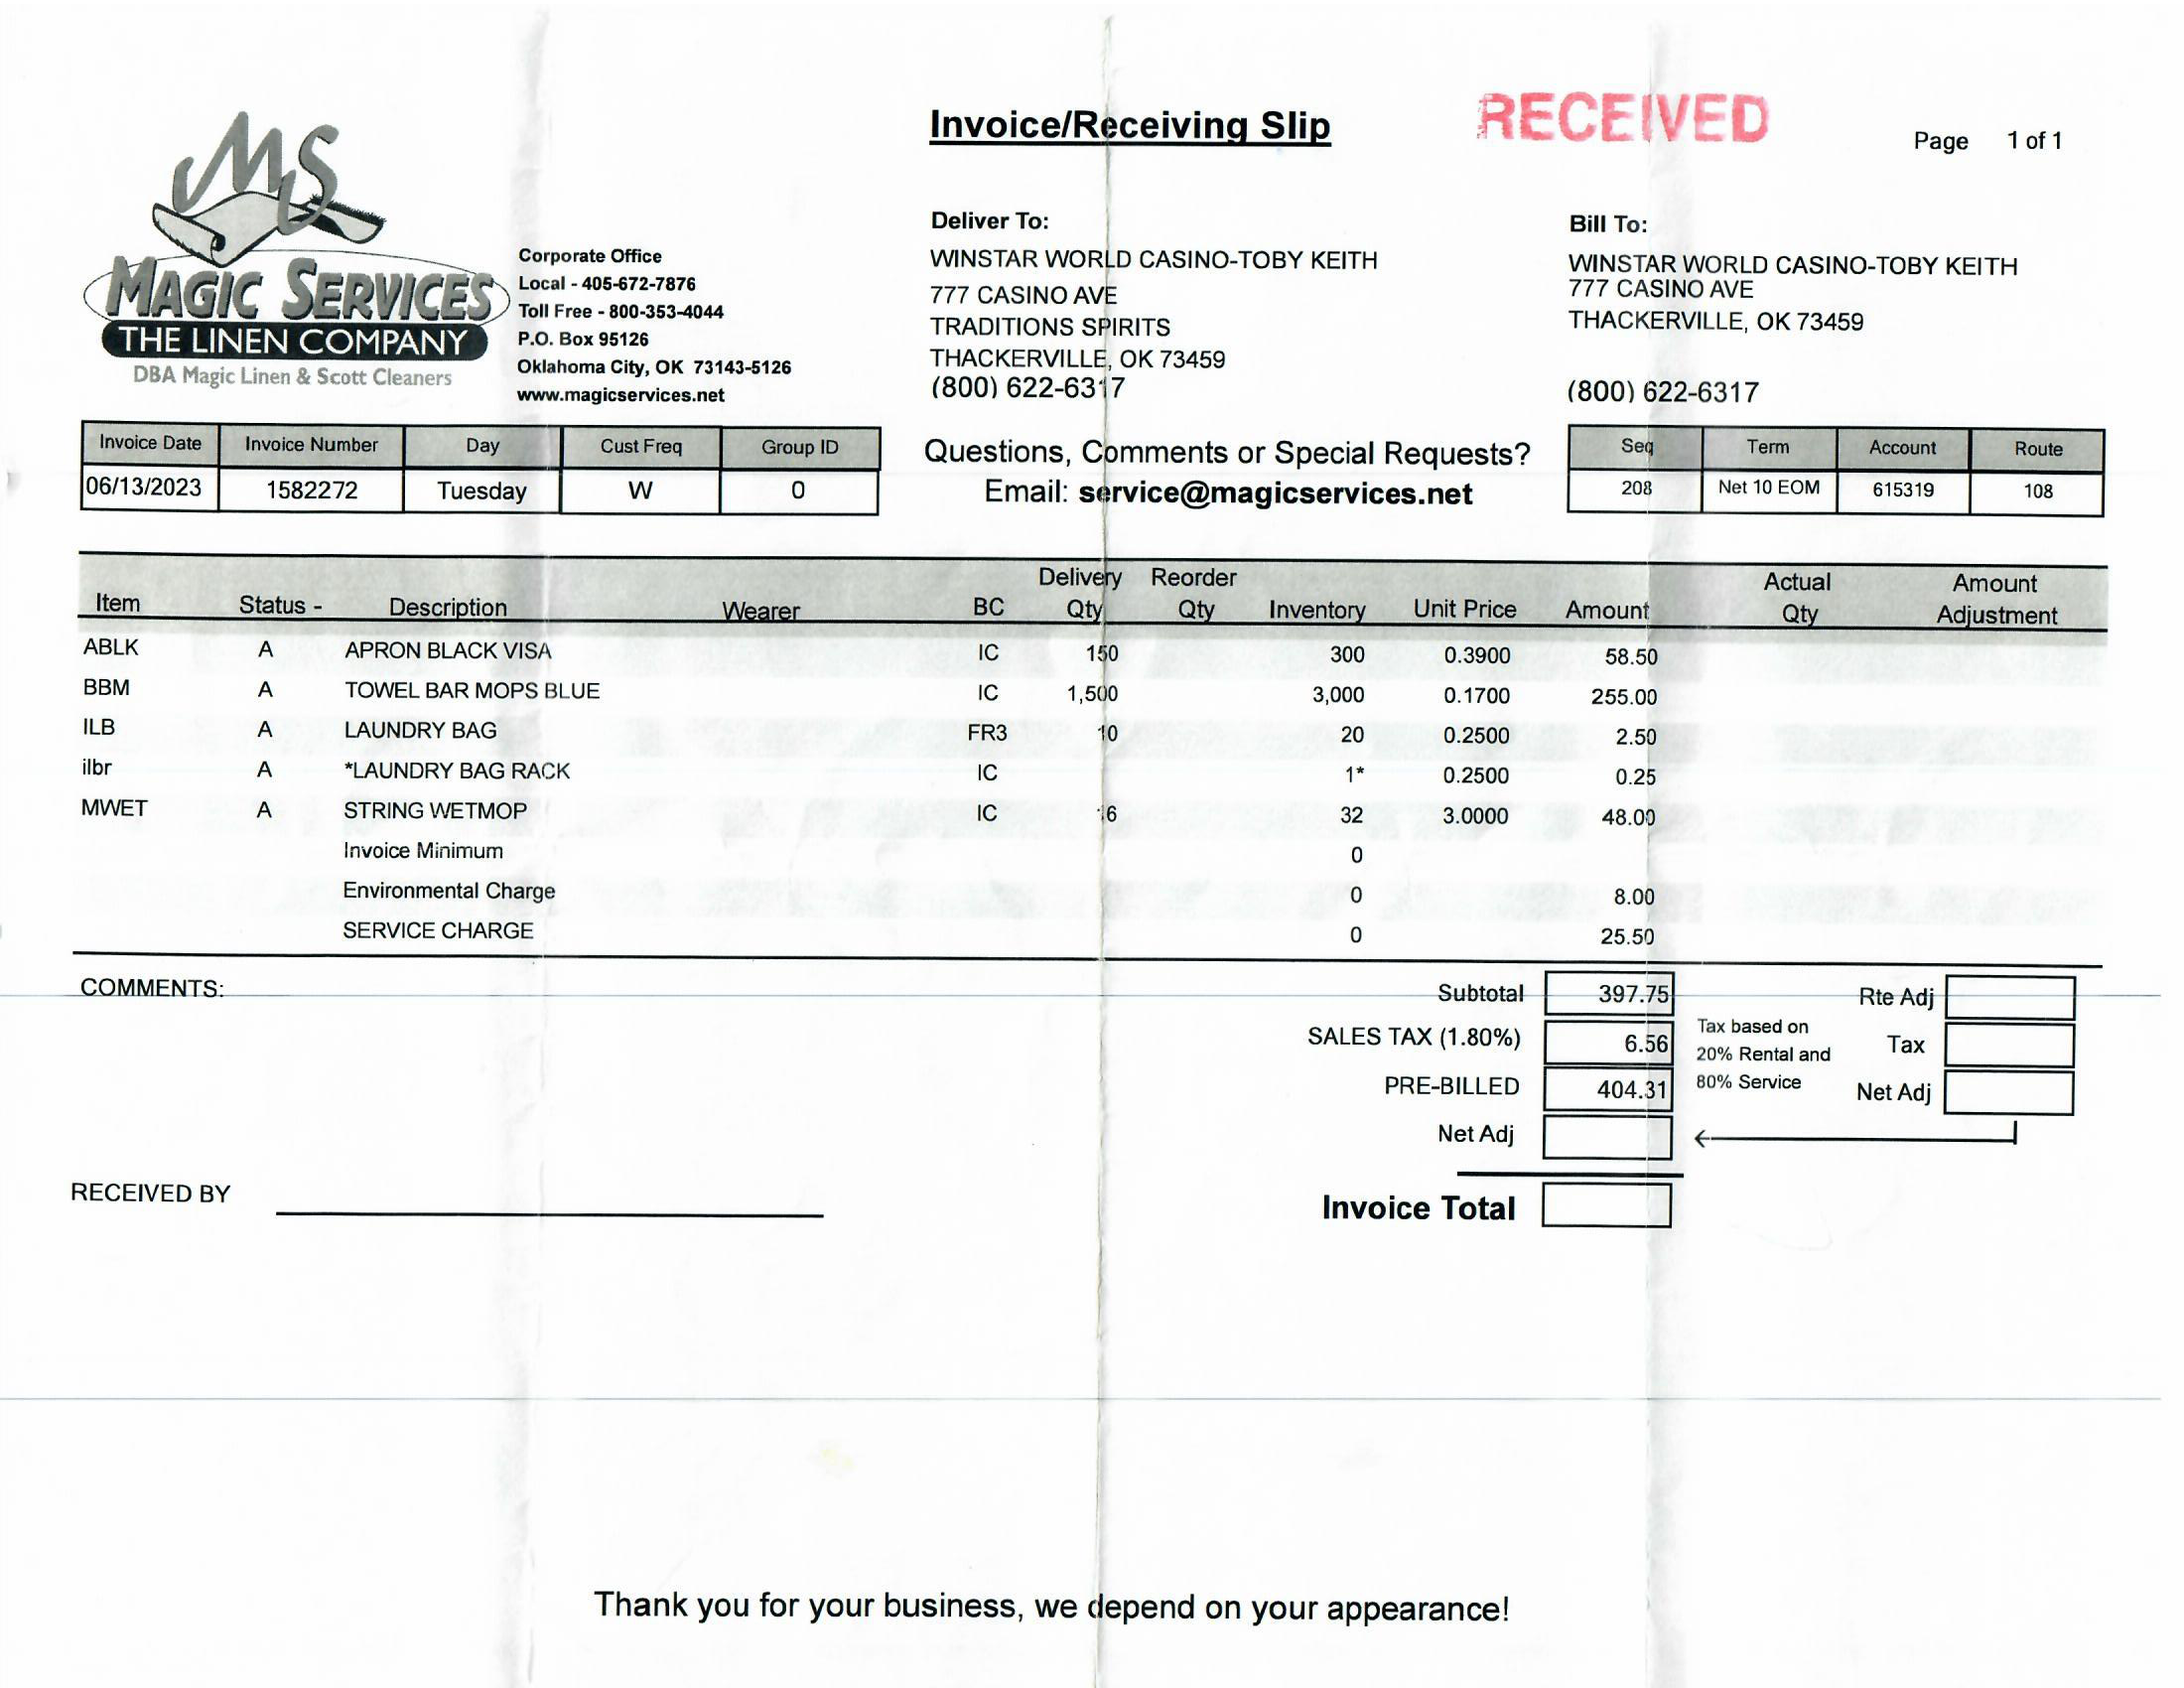 Invoice/Receiving Slip
RECEIVED
Page 1 of 1
MS
MAGIC SERVICES
THE LINEN COMPANY
DBA Magic Linen & Scott Cleaners
Corporate Office
Local - 405-672-7876
Toll Free - 800-353-4044
P.O. Box 95126
Oklahoma City, OK 73143-5126
www.magicservices.net
Deliver To:
WINSTAR WORLD CASINO-TOBY KEITH
777 CASINO AVE
TRADITIONS SPIRITS
THACKERVILLE, OK 73459
(800) 622-6317
Bill To:
WINSTAR WORLD CASINO-TOBY KEITH
777 CASINO AVE
THACKERVILLE, OK 73459
(800) 622-6317
Invoice Date Invoice Number Day Cust Freq Group ID
06/13/2023 1582272 Tuesday W 0
Questions, Comments or Special Requests?
Email: service@magicservices.net
Seq Term Account Route
208 Net 10 EOM 615319 108
Item Status - Description Wearer BC Delivery Qty Reorder Qty Inventory Unit Price Amount Actual Qty Amount Adjustment
ABLK A APRON BLACK VISA IC 150 300 0.3900 58.50
BBM A TOWEL BAR MOPS BLUE IC 1,500 3,000 0.1700 255.00
ILB A LAUNDRY BAG FR3 10 20 0.2500 2.50
ilbr A *LAUNDRY BAG RACK IC 1* 0.2500 0.25
MWET A STRING WETMOP IC 16 32 3.0000 48.00
Invoice Minimum 0
Environmental Charge 0 8.00
SERVICE CHARGE 0 25.50
COMMENTS:
Subtotal 397.75
SALES TAX (1.80%) 6.56
PRE-BILLED 404.31
Net Adj
Invoice Total
Tax based on
20% Rental and
80% Service
Rte Adj
Tax
Net Adj
RECEIVED BY
Thank you for your business, we depend on your appearance!